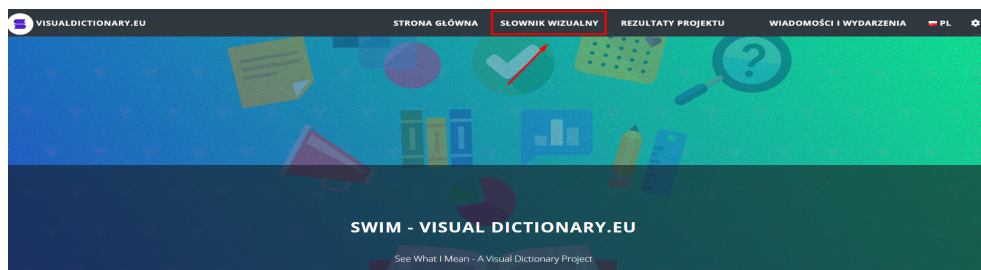 VISUALDICTIONARY.EU STRONA GŁÓWNA SŁOWNIK WIZUALNY REZULTATY PROJEKTU WIADOMOŚCI I WYDARZENIA PL
?
SWIM - VISUAL DICTIONARY.EU
See What I Mean - A Visual Dictionary Project